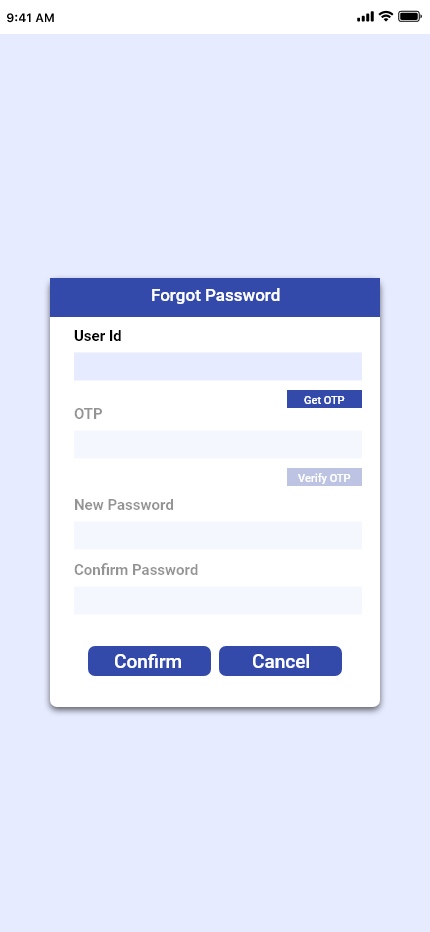 9:41 AM
Forgot Password
User Id
Get OTP
OTP
Verify OTP
New Password
Confirm Password
Confirm
Cancel